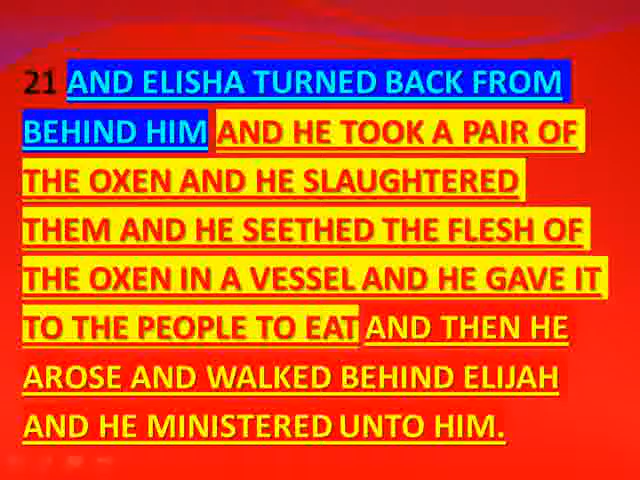 21 AND ELISHA TURNED BACK FROM
BEHIND HIM AND HE TOOK A PAIR OF
THE OXEN AND HE SLAUGHTERED
THEM AND HE SEETHED THE FLESH OF
THE OXEN IN A VESSEL AND HE GAVE IT
TO THE PEOPLE TO EAT AND THEN HE
AROSE AND WALKED BEHIND ELIJAH
AND HE MINISTERED UNTO HIM.